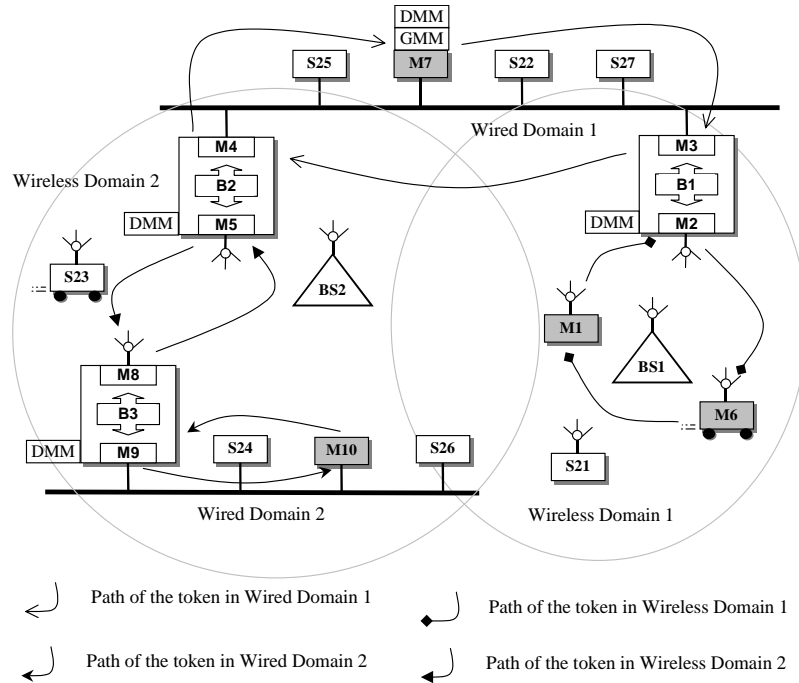 DMM
GMM
S25
M7
S22
S27
Wired Domain 1
M4
M3
Wireless Domain 2
B2
B1
DMM
M5
DMM
M2
S23
BS2
M1
BS1
M8
M6
B3
DMM
M9
S24
M10
S26
S21
Wired Domain 2
Wireless Domain 1
Path of the token in Wired Domain 1
Path of the token in Wireless Domain 1
Path of the token in Wired Domain 2
Path of the token in Wireless Domain 2